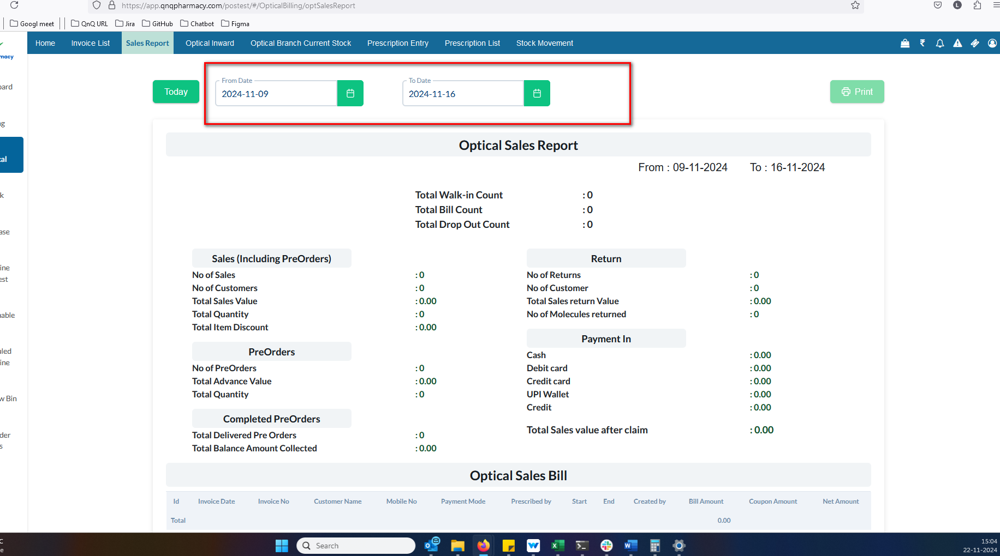 https://app.qnqpharmacy.com/postest/#/OpticalBilling/optSalesReport
L
Googl meet QnQ URL Jira GitHub Chatbot Figma
Home Invoice List Sales Report Optical Inward Optical Branch Current Stock Prescription Entry Prescription List Stock Movement
macy
Today
From Date
2024-11-09
To Date
2024-11-16
Print
Optical Sales Report
From : 09-11-2024 To : 16-11-2024
Total Walk-in Count : 0
Total Bill Count : 0
Total Drop Out Count : 0
Sales (Including PreOrders)
No of Sales : 0
No of Customers : 0
Total Sales Value : 0.00
Total Quantity : 0
Total Item Discount : 0.00
PreOrders
No of PreOrders : 0
Total Advance Value : 0.00
Total Quantity : 0
Completed PreOrders
Total Delivered Pre Orders : 0
Total Balance Amount Collected : 0.00
Return
No of Returns : 0
No of Customer : 0
Total Sales return Value : 0.00
No of Molecules returned : 0
Payment In
Cash : 0.00
Debit card : 0.00
Credit card : 0.00
UPI Wallet : 0.00
Credit : 0.00
Total Sales value after claim : 0.00
Optical Sales Bill
Id Invoice Date Invoice No Customer Name Mobile No Payment Mode Prescribed by Start End Created by Bill Amount Coupon Amount Net Amount
Total 0.00
Search
15:04
22-11-2024